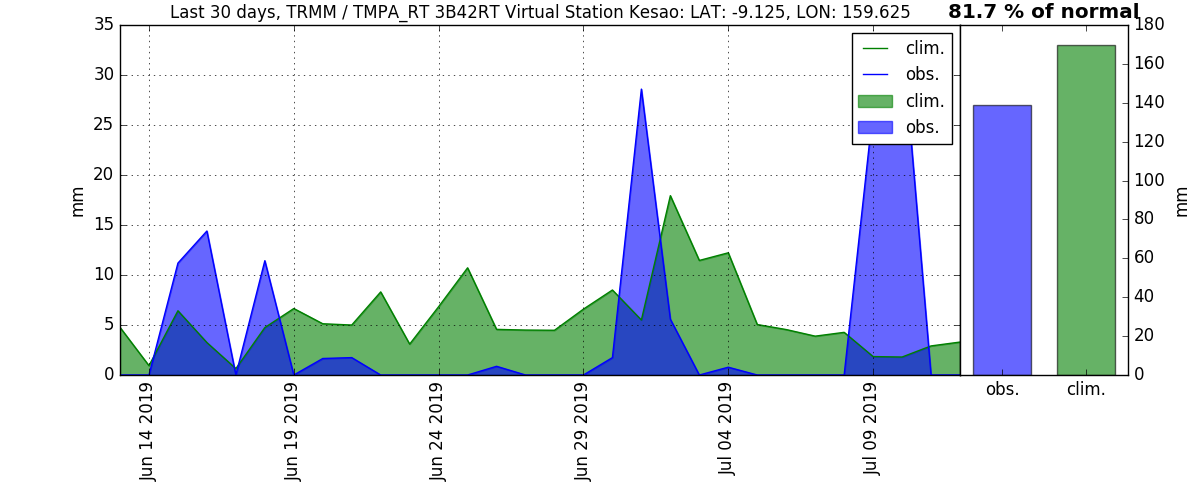 Last 30 days, TRMM / TMPA_RT 3B42RT Virtual Station Kesao: LAT: -9.125, LON: 159.625
81.7 % of normal
35
30
25
20
15
10
5
0
mm
clim.
obs.
clim.
obs.
Jun 14 2019
Jun 19 2019
Jun 24 2019
Jun 29 2019
Jul 04 2019
Jul 09 2019
180
160
140
120
100
80
60
40
20
0
mm
obs. clim.